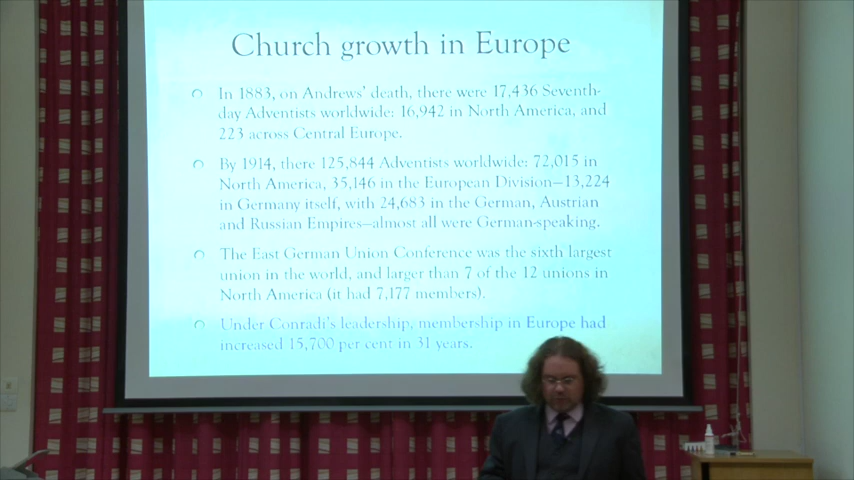 Church growth in Europe
In 1883, on Andrews' death, there were 17,436 Seventh-
day Adventists worldwide: 16,942 in North America, and
223 across Central Europe.
By 1914, there 125,844 Adventists worldwide: 72,015 in
North America, 35,146 in the European Division—13,224
in Germany itself, with 24,683 in the German, Austrian
and Russian Empires—almost all were German-speaking.
The East German Union Conference was the sixth largest
union in the world, and larger than 7 of the 12 unions in
North America (it had 7,177 members).
Under Conradi's leadership, membership in Europe had
increased 15,700 per cent in 31 years.